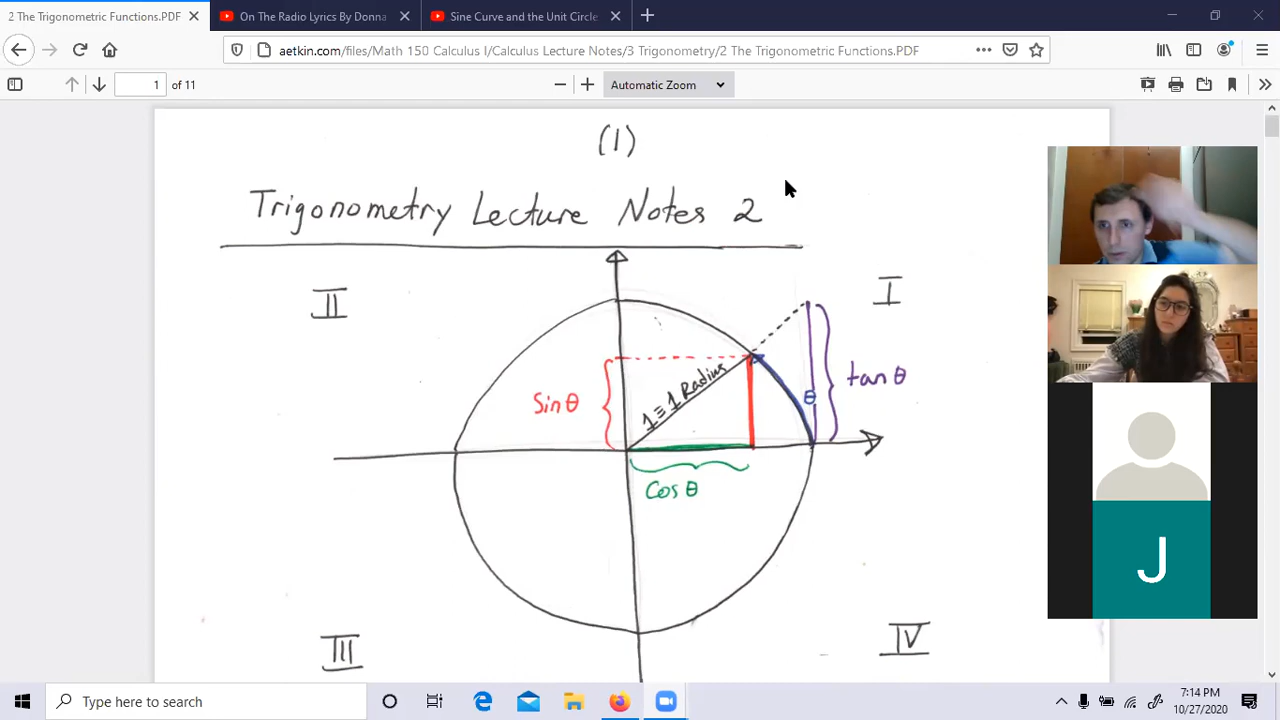 2 The Trigonometric Functions.PDF
On The Radio Lyrics By Donna
Sine Curve and the Unit Circle
aetkin.com/files/Math 150 Calculus I/Calculus Lecture Notes/3 Trigonometry/2 The Trigonometric Functions.PDF
1 of 11
Automatic Zoom
(1)
Trigonometry Lecture Notes 2
II
I
Sinθ
1≡1 Radius
θ
tanθ
Cosθ
III
IV
J
Type here to search
7:14 PM
10/27/2020